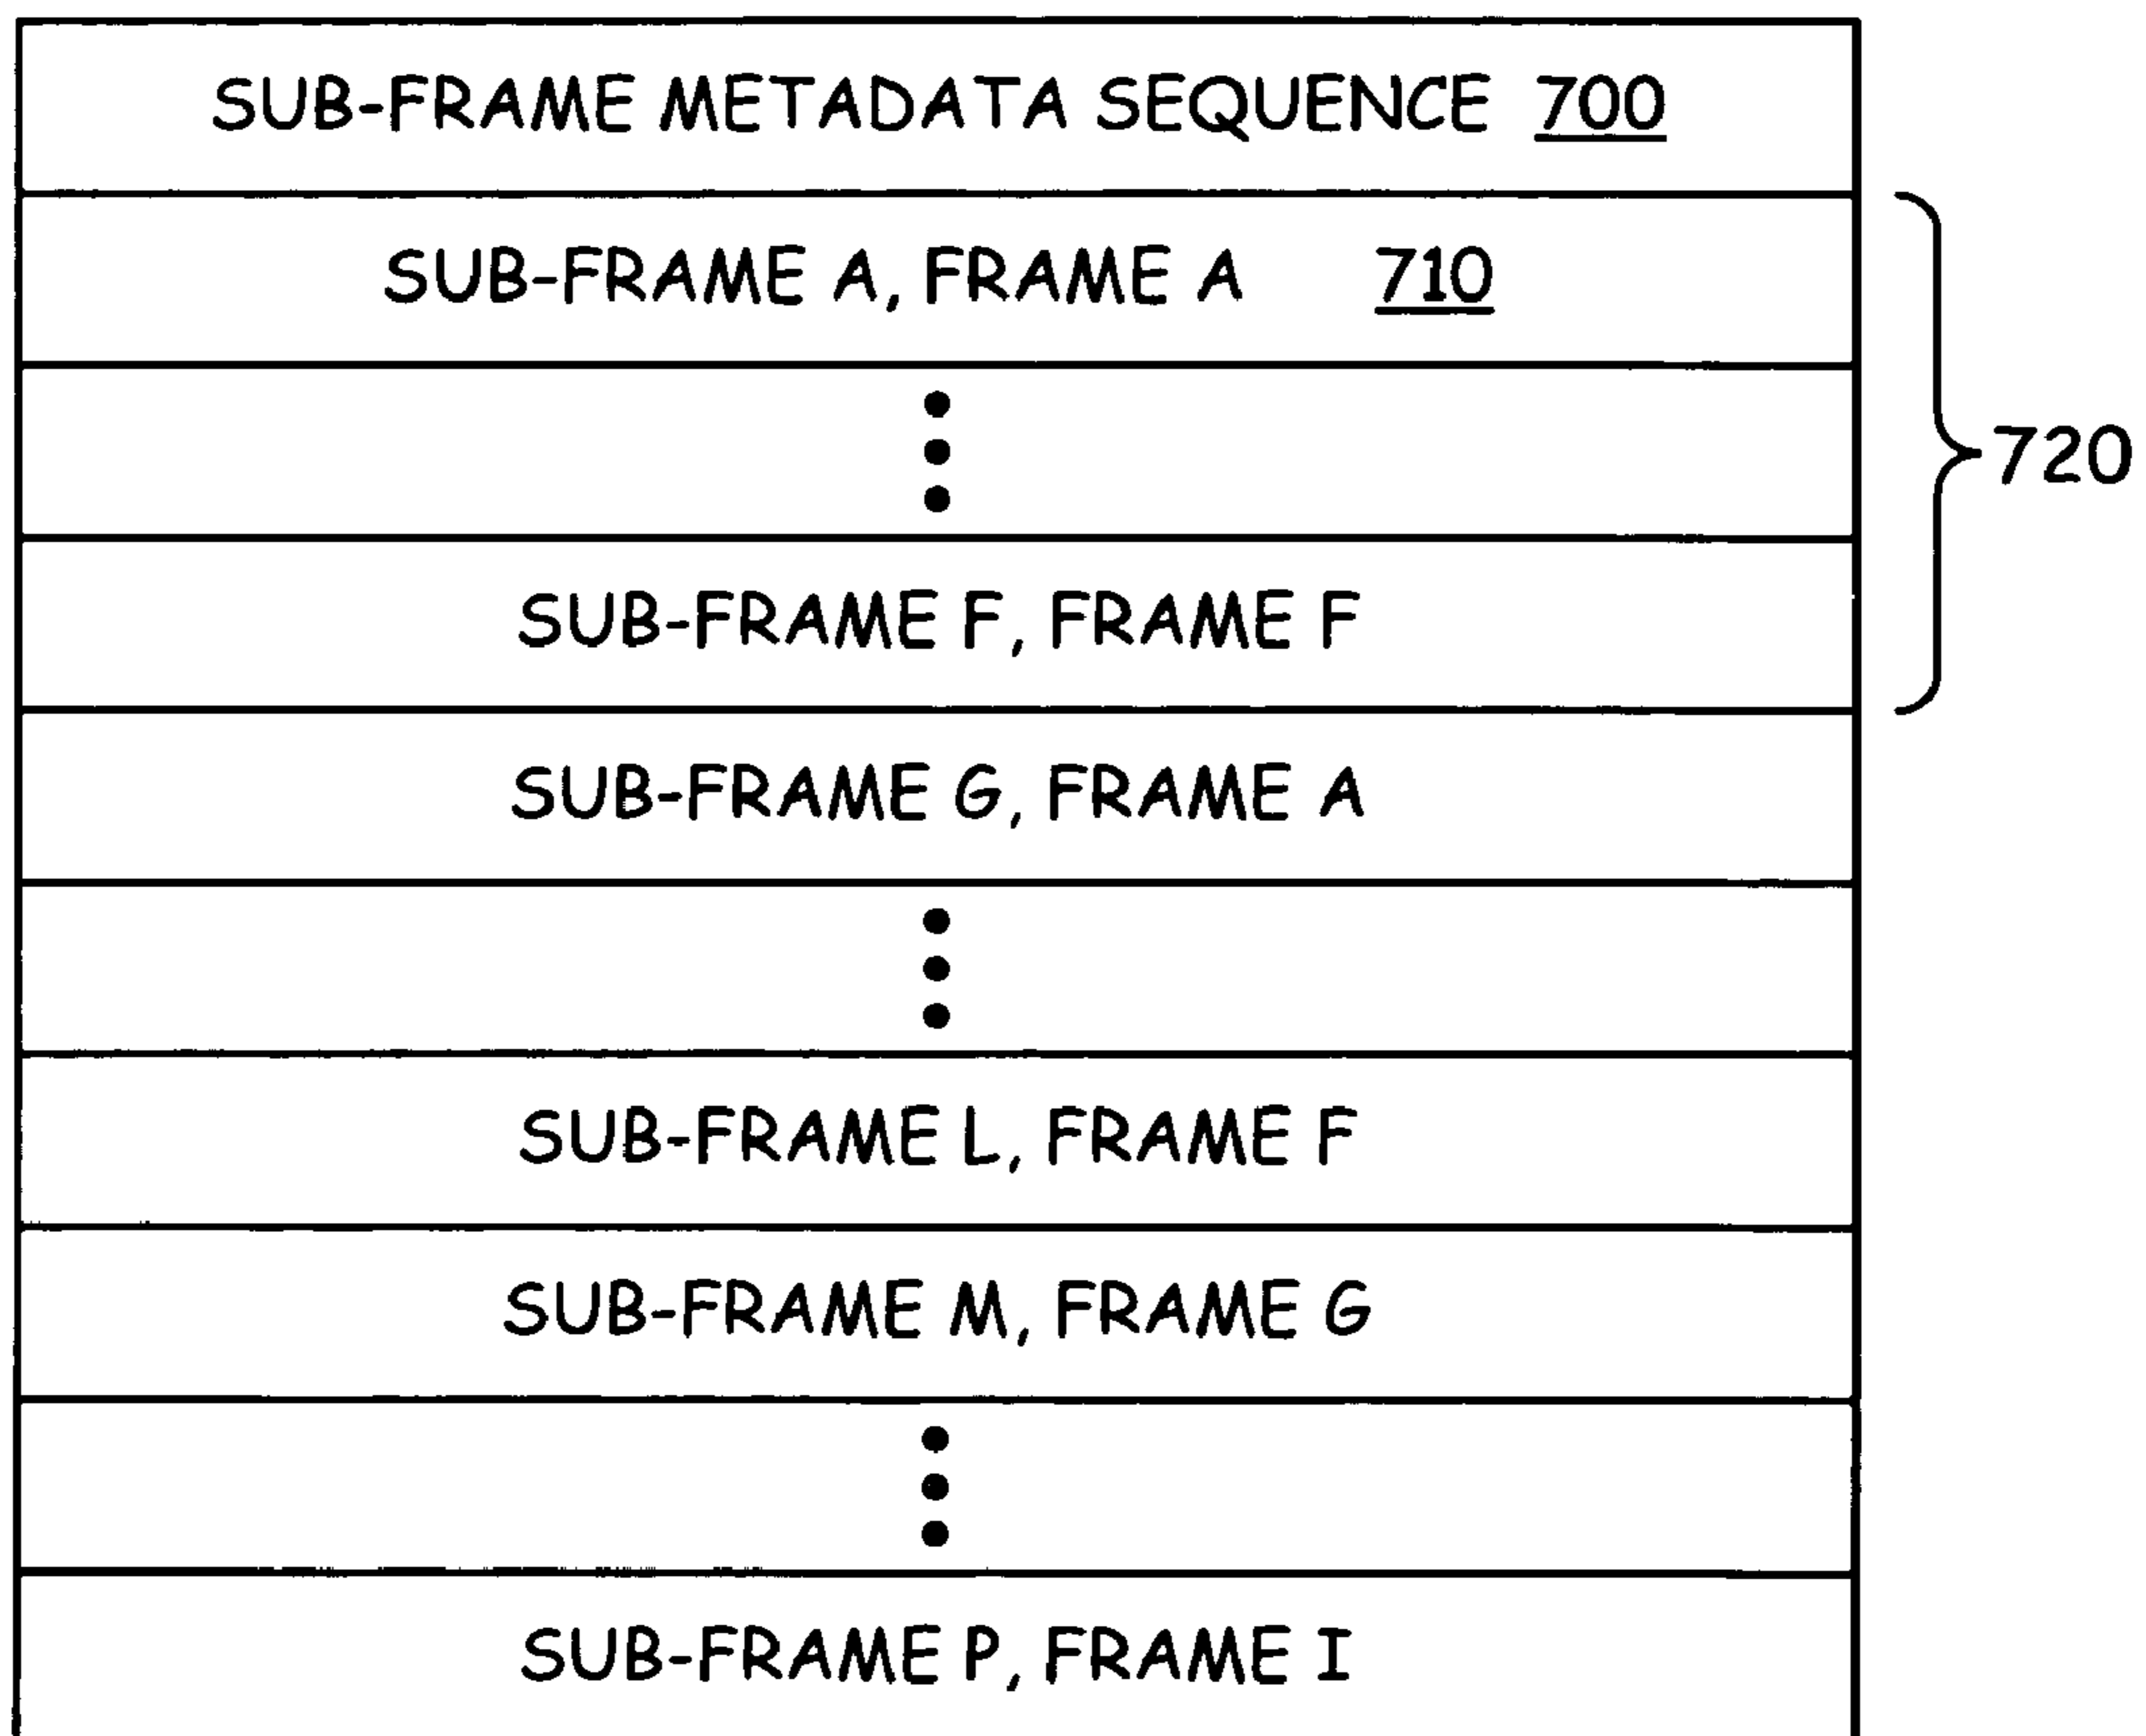 SUB-FRAME METADATA SEQUENCE 700
SUB-FRAME A, FRAME A 710
720
SUB-FRAME F, FRAME F
SUB-FRAME G, FRAME A
SUB-FRAME L, FRAME F
SUB-FRAME M, FRAME G
SUB-FRAME P, FRAME I